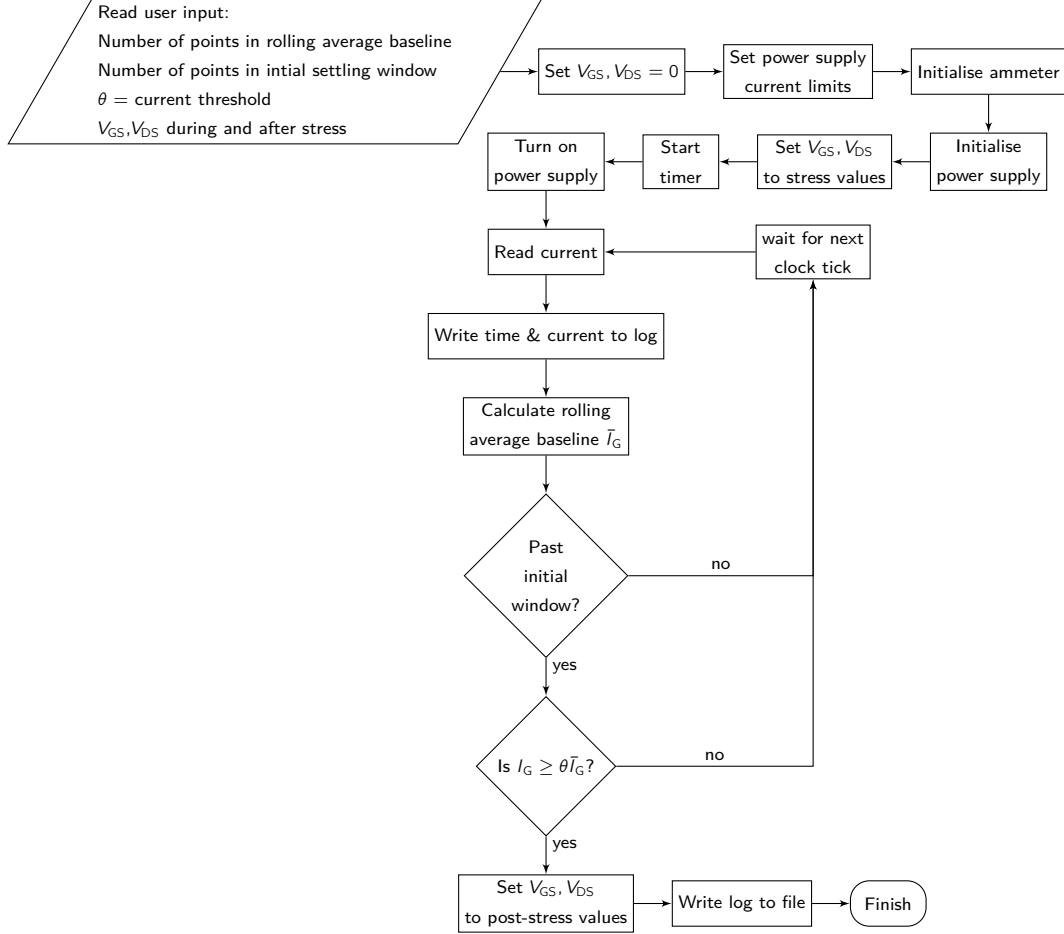 Read user input:
Number of points in rolling average baseline
Number of points in intial settling window
θ = current threshold
V_GS,V_DS during and after stress
Set V_GS, V_DS = 0
Set power supply
current limits
Initialise ammeter
Initialise
power supply
Set V_GS, V_DS
to stress values
Start
timer
Turn on
power supply
Read current
wait for next
clock tick
Write time & current to log
Calculate rolling
average baseline Ī_G
Past
initial
window?
no
yes
Is I_G ≥ θĪ_G?
no
yes
Set V_GS, V_DS
to post-stress values
Write log to file
Finish